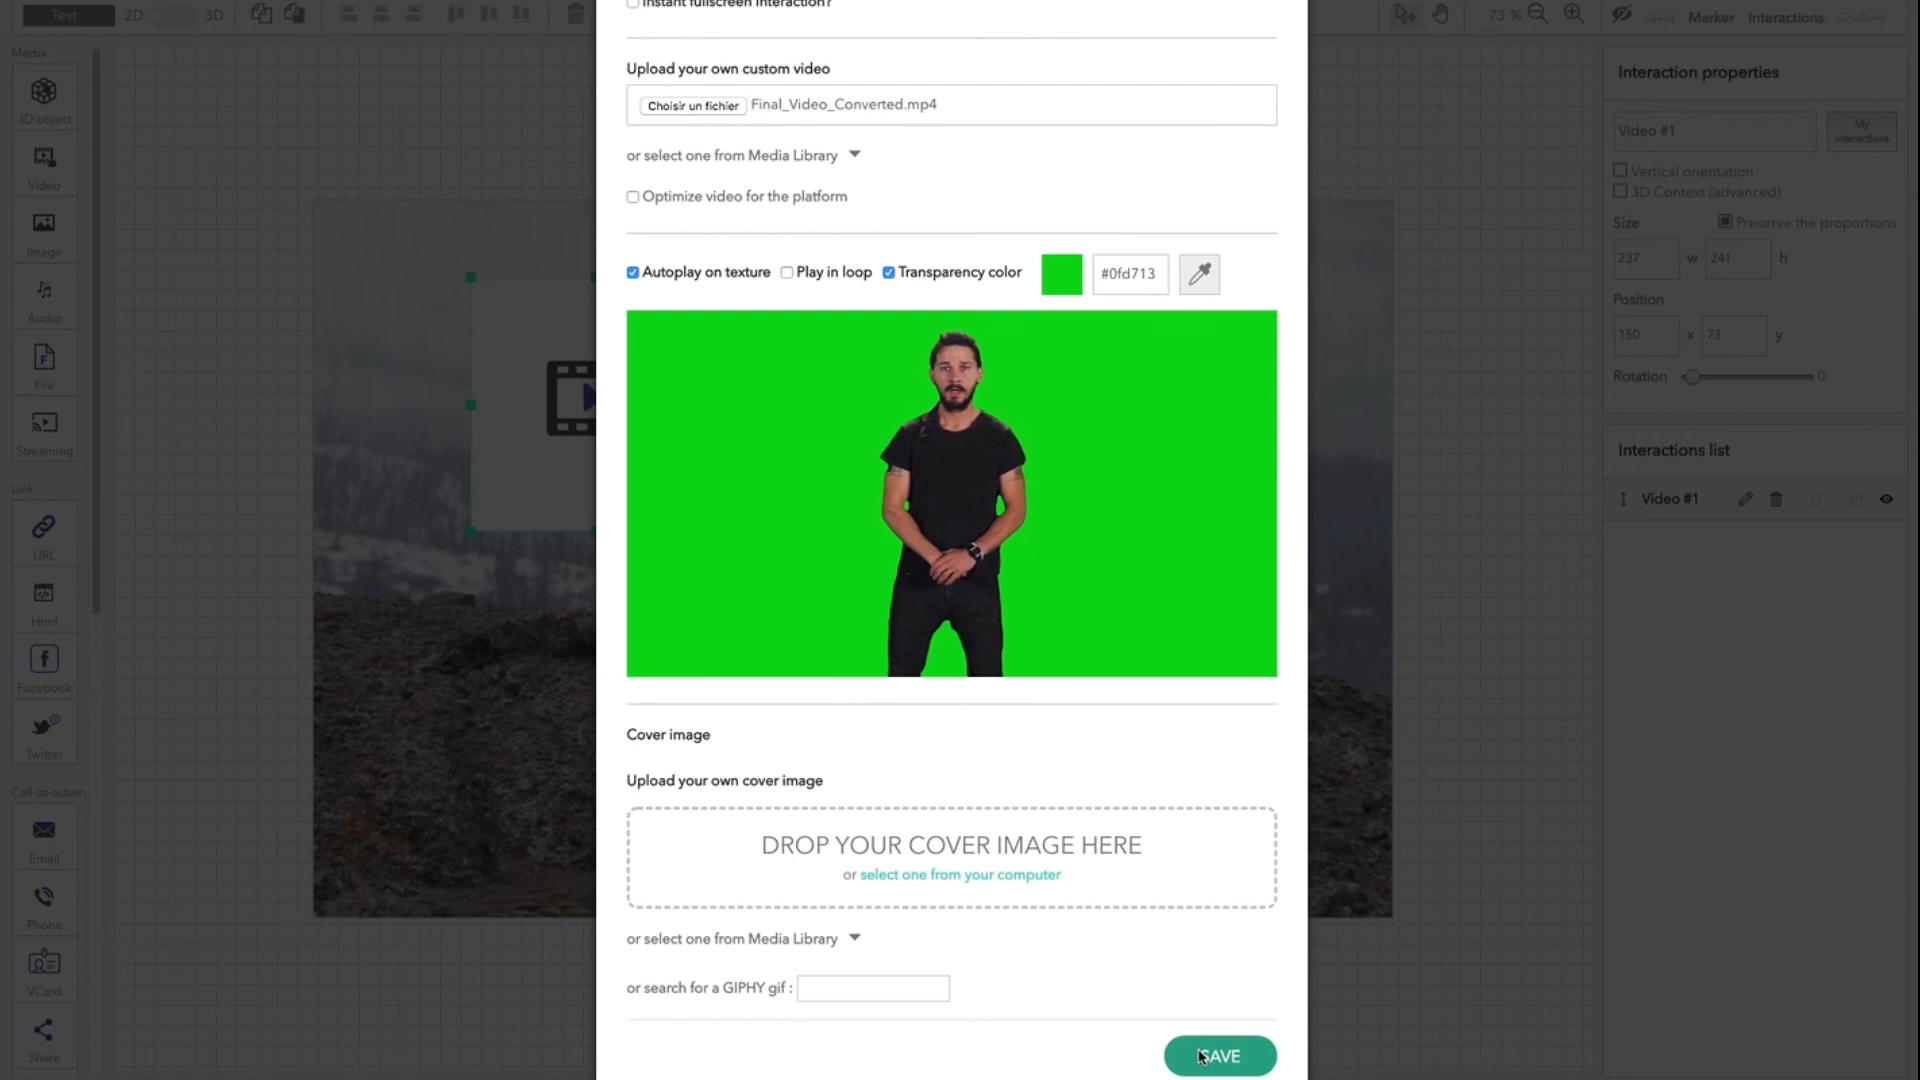 Test
2D
3D
73 %
Grid
Marker
Interactions
Outline
Media
3D object
Video
Image
Audio
File
Streaming
Link
URL
Html
Facebook
Twitter
Call-to-action
Email
Phone
VCard
Share
Instant fullscreen interaction?
Upload your own custom video
Choisir un fichier Final_Video_Converted.mp4
or select one from Media Library
Optimize video for the platform
Autoplay on texture
Play in loop
Transparency color
#0fd713
Cover image
Upload your own cover image
DROP YOUR COVER IMAGE HERE
or select one from your computer
or select one from Media Library
or search for a GIPHY gif :
SAVE
Interaction properties
Video #1
My
interactions
Vertical orientation
3D Context (advanced)
Size
Preserve the proportions
237 w 241 h
Position
150 x 73 y
Rotation 0
Interactions list
Video #1